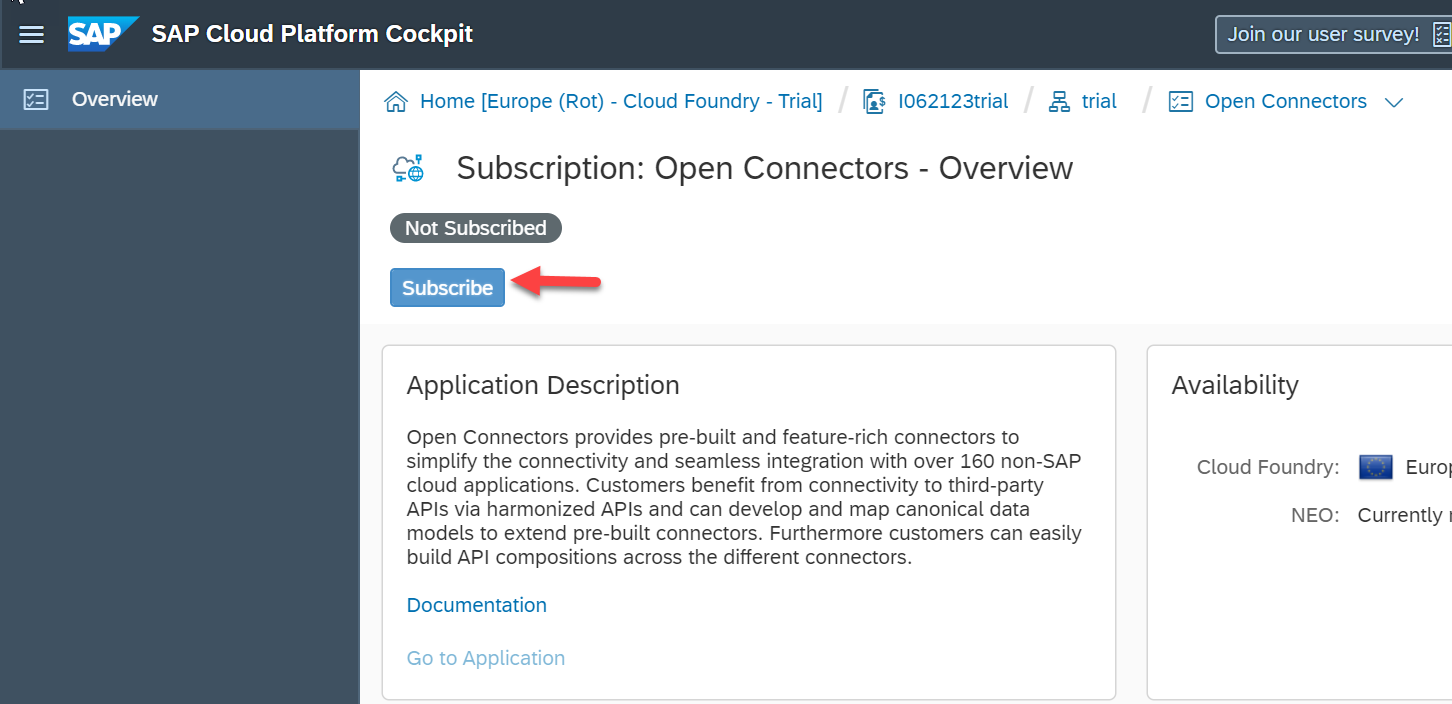 SAP SAP Cloud Platform Cockpit Join our user survey!
Overview
Home [Europe (Rot) - Cloud Foundry - Trial] / I062123trial / trial / Open Connectors
Subscription: Open Connectors - Overview
Not Subscribed
Subscribe
Application Description
Open Connectors provides pre-built and feature-rich connectors to
simplify the connectivity and seamless integration with over 160 non-SAP
cloud applications. Customers benefit from connectivity to third-party
APIs via harmonized APIs and can develop and map canonical data
models to extend pre-built connectors. Furthermore customers can easily
build API compositions across the different connectors.
Documentation
Go to Application
Availability
Cloud Foundry:
NEO: Currently